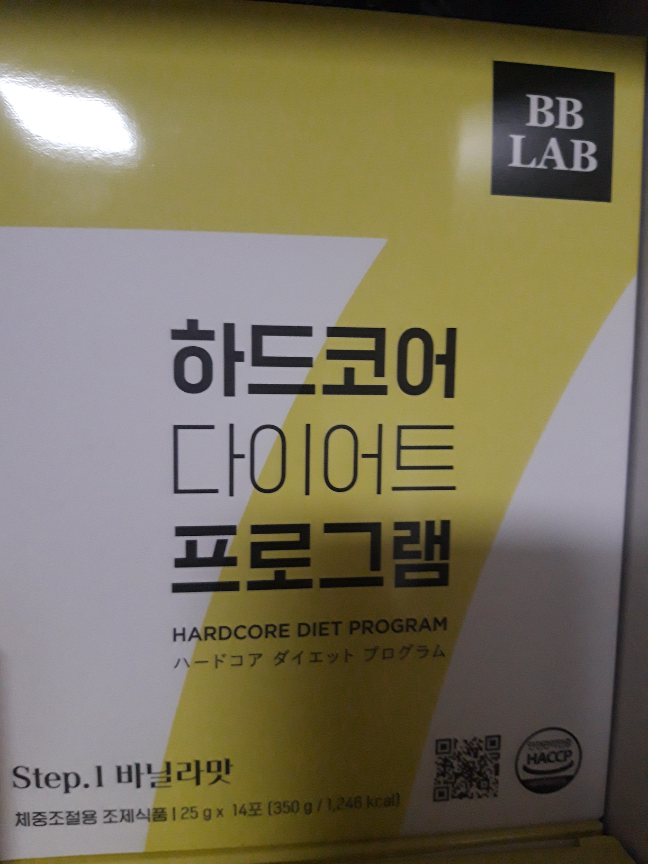 BB
LAB
하드코어
다이어트
프로그램
HARDCORE DIET PROGRAM
ハードコア ダイエット プログラム
Step.1 바닐라맛
체중조절용 조제식품 | 25 g x 14포 (350 g / 1,246 kcal)
HACCP